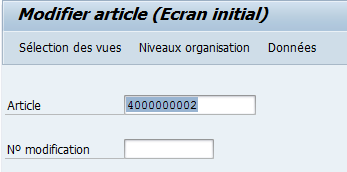 Modifier article (Ecran initial)
Sélection des vues Niveaux organisation Données
Article 4000000002
Nº modification